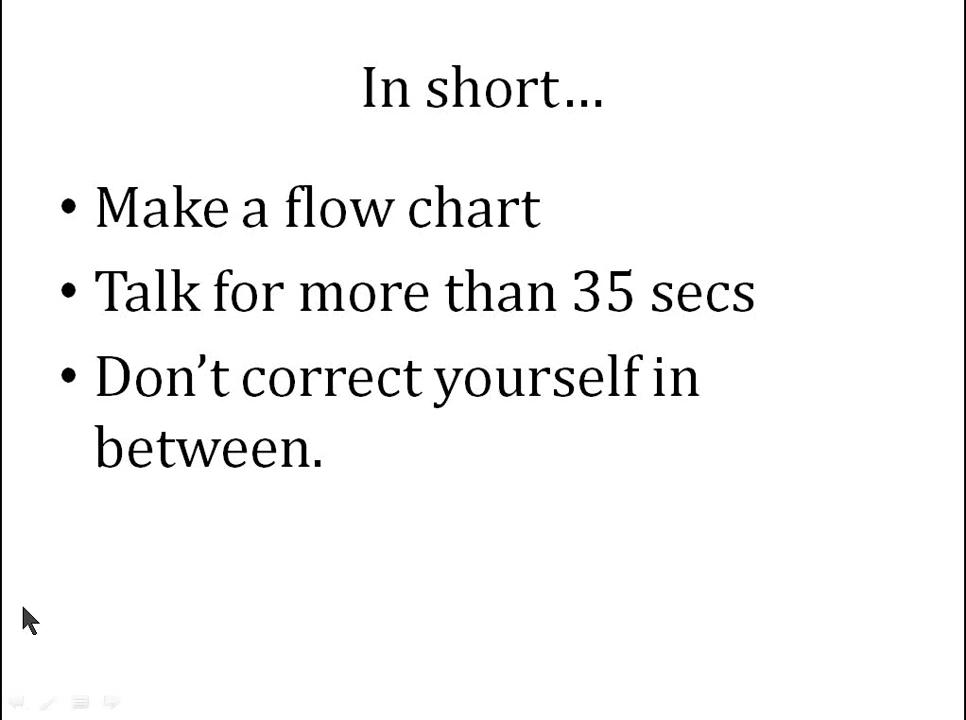 In short…
• Make a flow chart
• Talk for more than 35 secs
• Don’t correct yourself in
between.